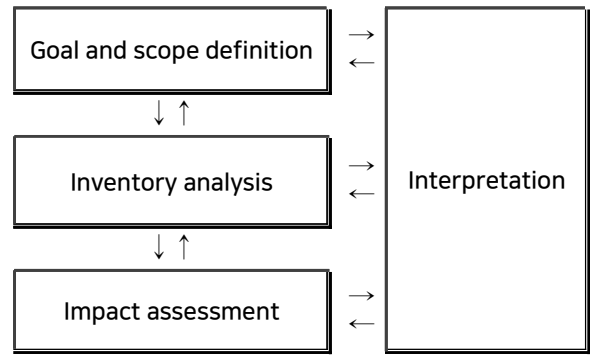 Goal and scope definition
Inventory analysis
Interpretation
Impact assessment